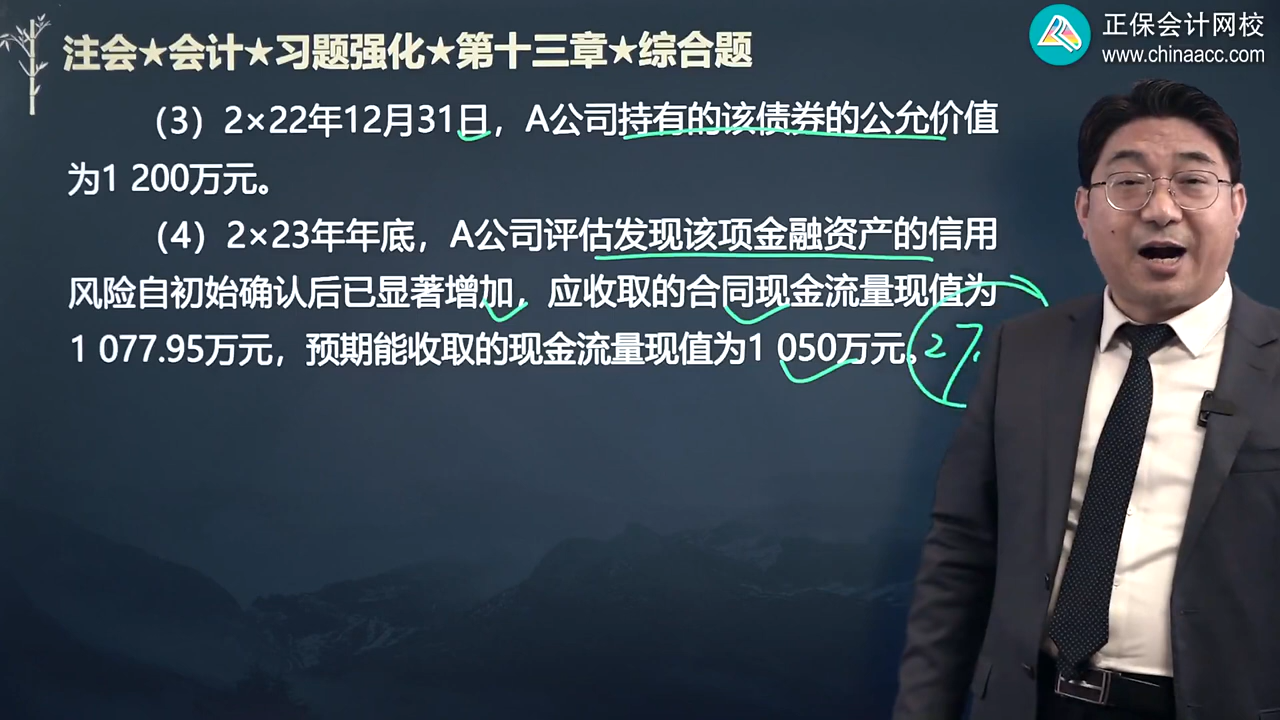 正保会计网校
www.chinaacc.com
注会★会计★习题强化★第十三章★综合题
（3）2×22年12月31日，A公司持有的该债券的公允价值
为1 200万元。
（4）2×23年年底，A公司评估发现该项金融资产的信用
风险自初始确认后已显著增加，应收取的合同现金流量现值为
1 077.95万元，预期能收取的现金流量现值为1 050万元。
27.